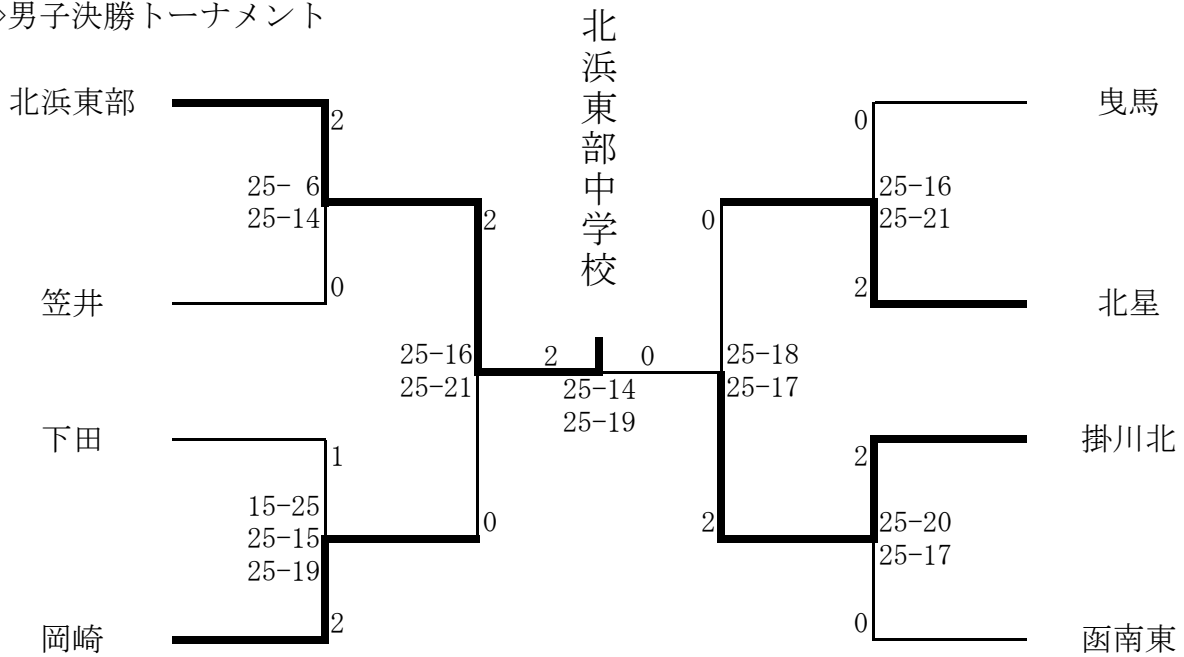 ◇男子決勝トーナメント
北浜東部中学校
北浜東部
2
25- 6
25-14
0
笠井
2
25-16
25-21
下田
1
15-25
25-15
25-19
0
2
岡崎
2
0
25-14
25-19
曳馬
0
25-16
25-21
0
2
北星
25-18
25-17
掛川北
2
25-20
25-17
2
0
函南東